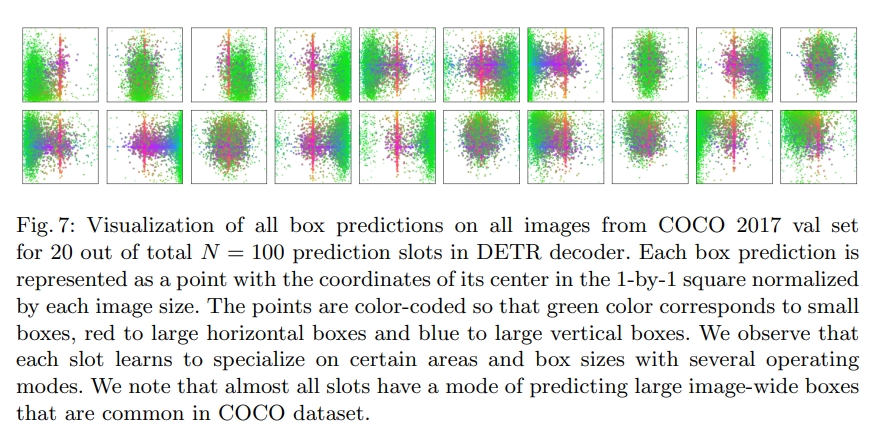 Fig. 7: Visualization of all box predictions on all images from COCO 2017 val set
for 20 out of total N = 100 prediction slots in DETR decoder. Each box prediction is
represented as a point with the coordinates of its center in the 1-by-1 square normalized
by each image size. The points are color-coded so that green color corresponds to small
boxes, red to large horizontal boxes and blue to large vertical boxes. We observe that
each slot learns to specialize on certain areas and box sizes with several operating
modes. We note that almost all slots have a mode of predicting large image-wide boxes
that are common in COCO dataset.